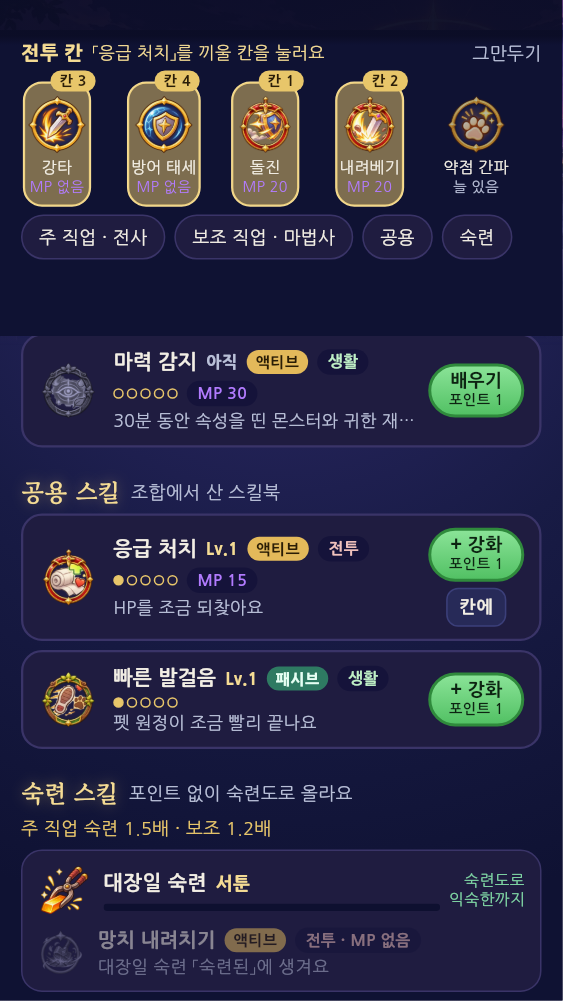 전투 칸 「응급 처치」를 끼울 칸을 눌러요 그만두기
칸 3 칸 4 칸 1 칸 2
강타 방어 태세 돌진 내려베기 약점 간파
MP 없음 MP 없음 MP 20 MP 20 늘 있음
주 직업 · 전사 보조 직업 · 마법사 공용 숙련
마력 감지 아직 액티브 생활
MP 30
30분 동안 속성을 띤 몬스터와 귀한 재…
배우기
포인트 1
공용 스킬 조합에서 산 스킬북
응급 처치 Lv.1 액티브 전투
MP 15
HP를 조금 되찾아요
+ 강화
포인트 1
칸에
빠른 발걸음 Lv.1 패시브 생활
펫 원정이 조금 빨리 끝나요
+ 강화
포인트 1
숙련 스킬 포인트 없이 숙련도로 올라요
주 직업 숙련 1.5배 · 보조 1.2배
대장일 숙련 서툰
숙련도로
익숙한까지
망치 내려치기 액티브 전투 · MP 없음
대장일 숙련 「숙련된」에 생겨요